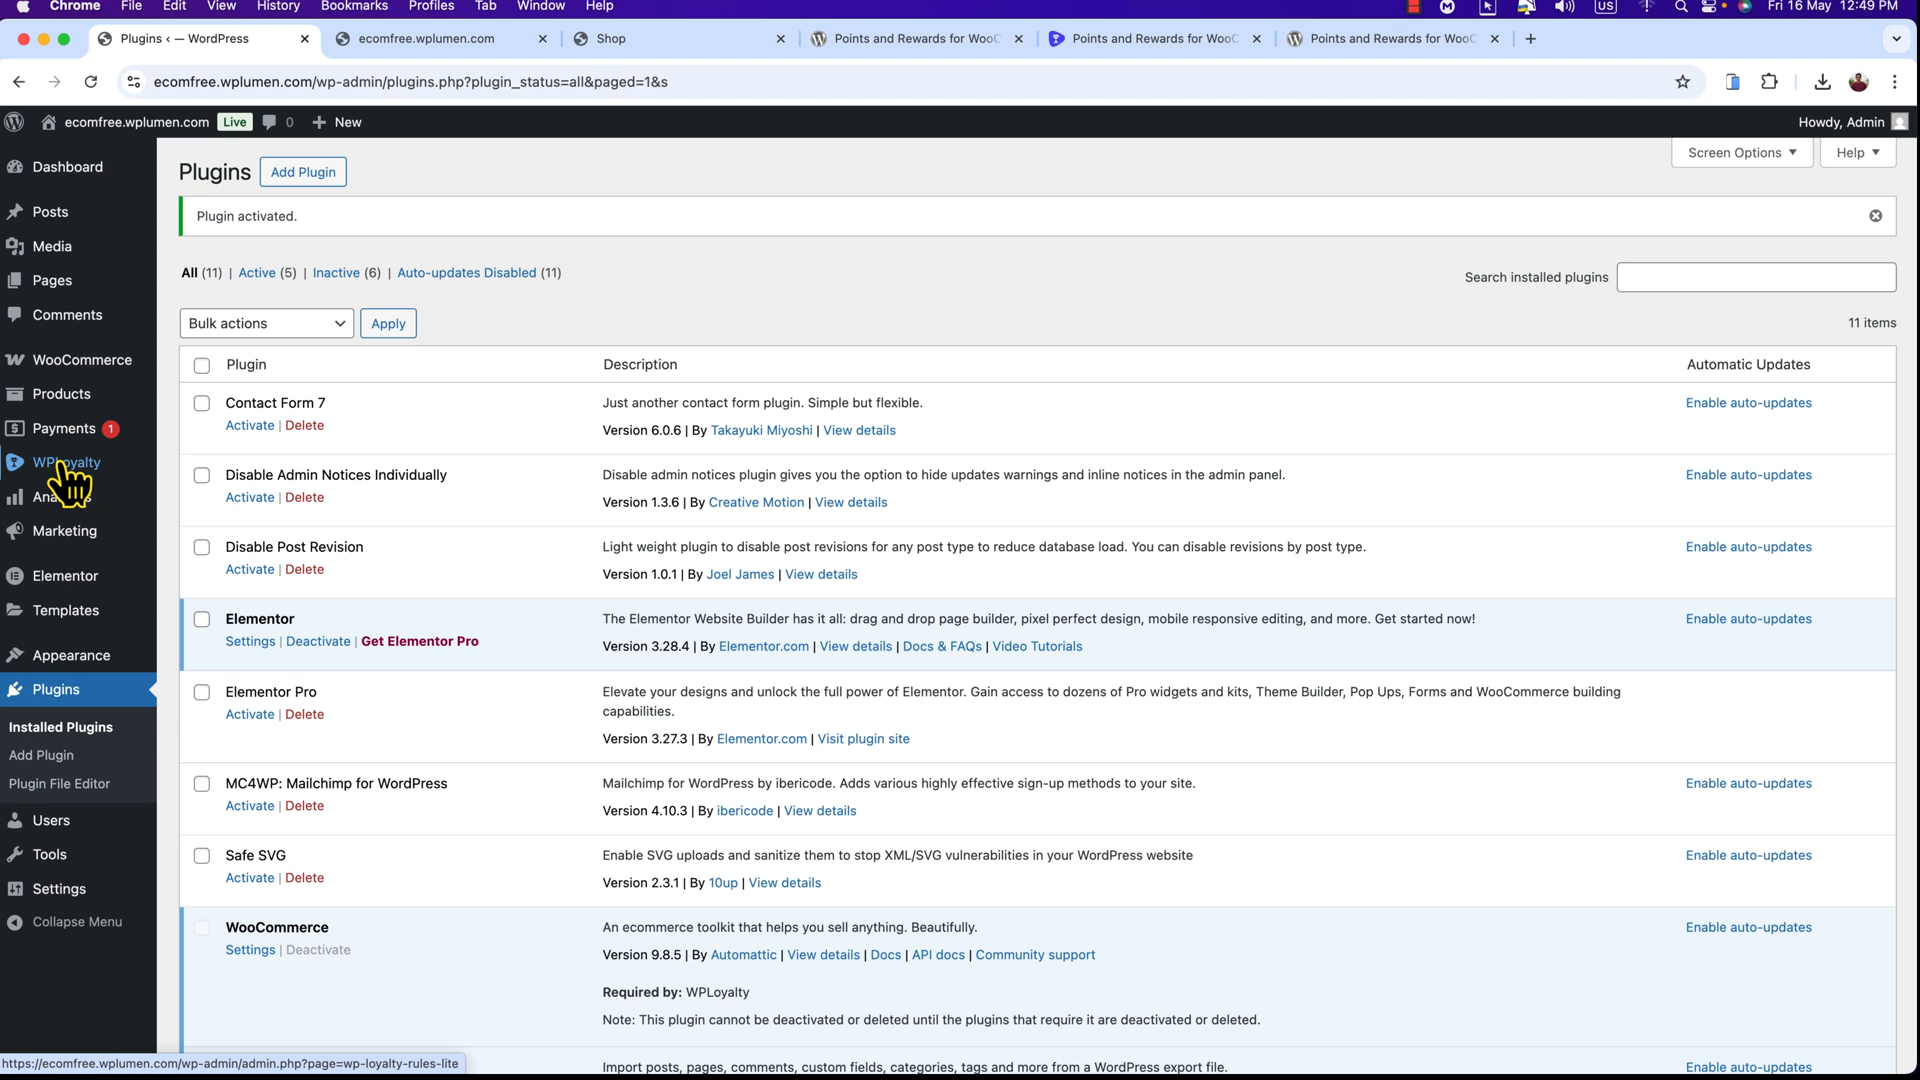 Chrome File Edit View History Bookmarks Profiles Tab Window Help US Fri 16 May 12:49 PM
Plugins ‹ — WordPress ecomfree.wplumen.com Shop Points and Rewards for WooC Points and Rewards for WooC Points and Rewards for WooC
ecomfree.wplumen.com/wp-admin/plugins.php?plugin_status=all&paged=1&s
ecomfree.wplumen.com Live 0 New Howdy, Admin
Dashboard
Posts
Media
Pages
Comments
WooCommerce
Products
Payments 1
WPLoyalty
Marketing
Elementor
Templates
Appearance
Plugins
Installed Plugins
Add Plugin
Plugin File Editor
Users
Tools
Settings
Collapse Menu
Plugins Add Plugin Screen Options Help
Plugin activated.
All (11) | Active (5) | Inactive (6) | Auto-updates Disabled (11)
Search installed plugins
Bulk actions Apply 11 items
Plugin Description Automatic Updates
Contact Form 7 Just another contact form plugin. Simple but flexible. Enable auto-updates
Activate | Delete Version 6.0.6 | By Takayuki Miyoshi | View details
Disable Admin Notices Individually Disable admin notices plugin gives you the option to hide updates warnings and inline notices in the admin panel. Enable auto-updates
Activate | Delete Version 1.3.6 | By Creative Motion | View details
Disable Post Revision Light weight plugin to disable post revisions for any post type to reduce database load. You can disable revisions by post type. Enable auto-updates
Activate | Delete Version 1.0.1 | By Joel James | View details
Elementor The Elementor Website Builder has it all: drag and drop page builder, pixel perfect design, mobile responsive editing, and more. Get started now! Enable auto-updates
Settings | Deactivate | Get Elementor Pro Version 3.28.4 | By Elementor.com | View details | Docs & FAQs | Video Tutorials
Elementor Pro Elevate your designs and unlock the full power of Elementor. Gain access to dozens of Pro widgets and kits, Theme Builder, Pop Ups, Forms and WooCommerce building
Activate | Delete capabilities.
Version 3.27.3 | By Elementor.com | Visit plugin site
MC4WP: Mailchimp for WordPress Mailchimp for WordPress by ibericode. Adds various highly effective sign-up methods to your site. Enable auto-updates
Activate | Delete Version 4.10.3 | By ibericode | View details
Safe SVG Enable SVG uploads and sanitize them to stop XML/SVG vulnerabilities in your WordPress website Enable auto-updates
Activate | Delete Version 2.3.1 | By 10up | View details
WooCommerce An ecommerce toolkit that helps you sell anything. Beautifully. Enable auto-updates
Settings | Deactivate Version 9.8.5 | By Automattic | View details | Docs | API docs | Community support
Required by: WPLoyalty
Note: This plugin cannot be deactivated or deleted until the plugins that require it are deactivated or deleted.
Import posts, pages, comments, custom fields, categories, tags and more from a WordPress export file. Enable auto-updates
https://ecomfree.wplumen.com/wp-admin/admin.php?page=wp-loyalty-rules-lite